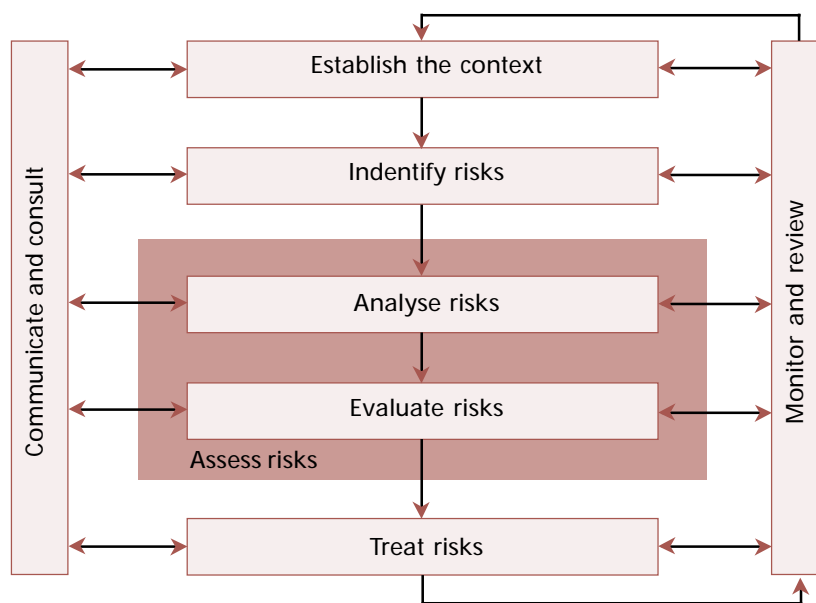 Establish the context
Indentify risks
Analyse risks
Evaluate risks
Assess risks
Treat risks
Communicate and consult
Monitor and review